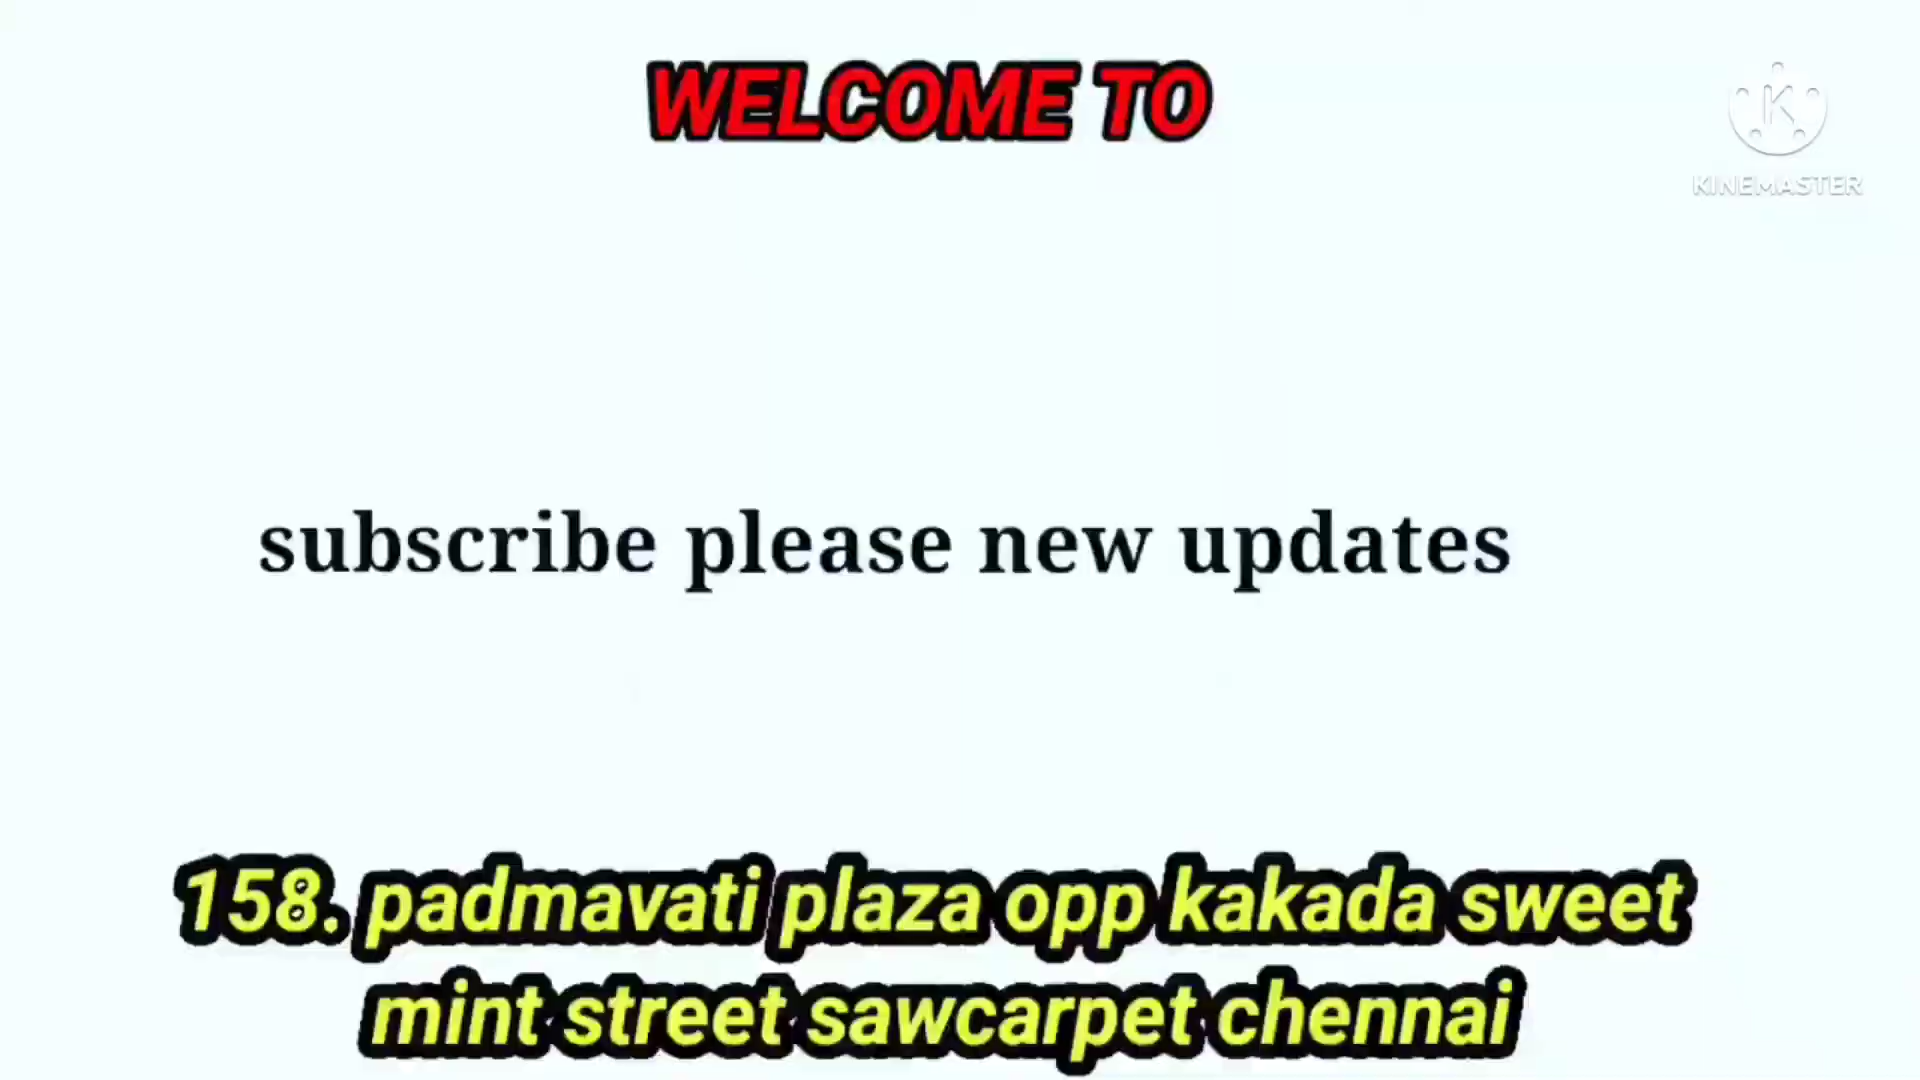 WELCOME TO
KINEMASTER
subscribe please new updates
158. padmavati plaza opp kakada sweet
mint street sawcarpet chennai